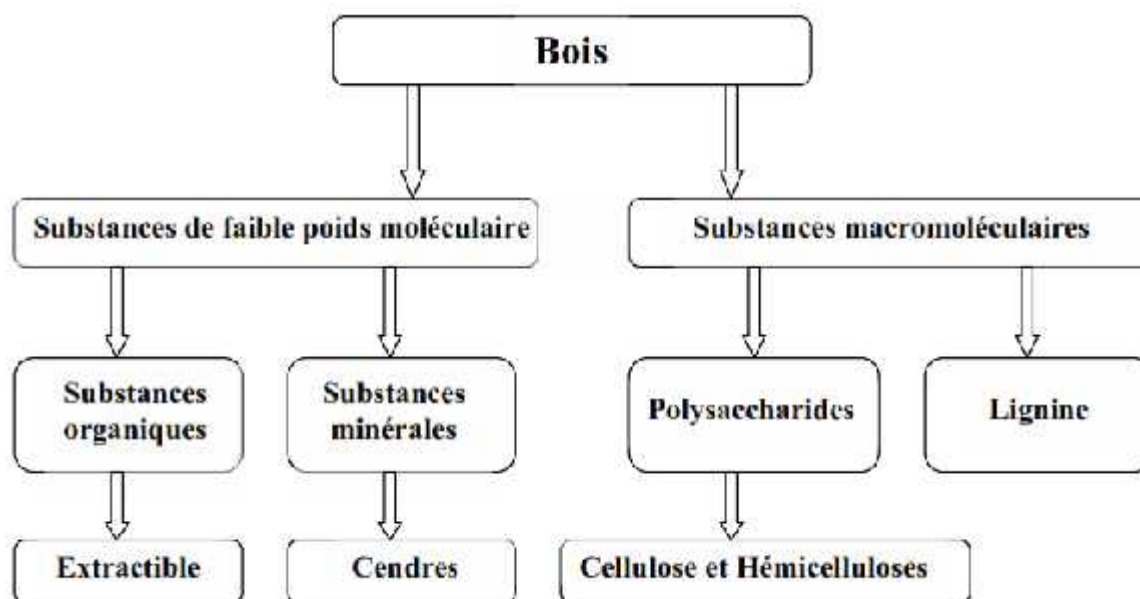 Bois
Substances de faible poids moléculaire
Substances macromoléculaires
Substances
organiques
Substances
minérales
Polysaccharides
Lignine
Extractible
Cendres
Cellulose et Hémicelluloses